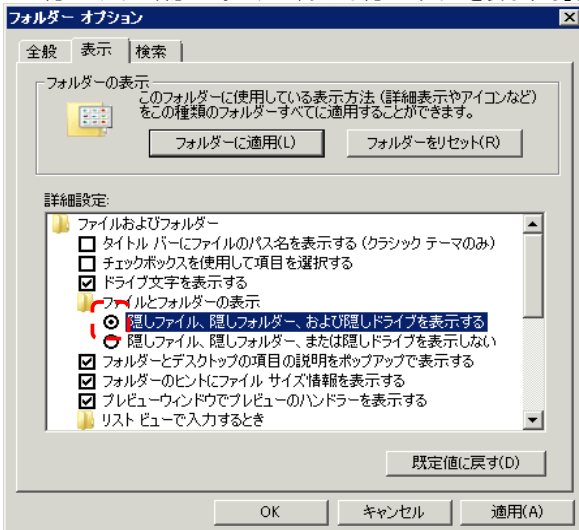 フォルダー オプション
全般
表示
検索
フォルダーの表示
このフォルダーに使用している表示方法 (詳細表示やアイコンなど)
をこの種類のフォルダーすべてに適用することができます。
フォルダーに適用(L)
フォルダーをリセット(R)
詳細設定:
ファイルおよびフォルダー
タイトル バーにファイルのパス名を表示する (クラシック テーマのみ)
チェックボックスを使用して項目を選択する
ドライブ文字を表示する
ファイルとフォルダーの表示
隠しファイル、隠しフォルダー、および隠しドライブを表示する
隠しファイル、隠しフォルダー、または隠しドライブを表示しない
フォルダーとデスクトップの項目の説明をポップアップで表示する
フォルダーのヒントにファイル サイズ情報を表示する
プレビューウィンドウでプレビューのハンドラーを表示する
リスト ビューで入力するとき
既定値に戻す(D)
OK
キャンセル
適用(A)